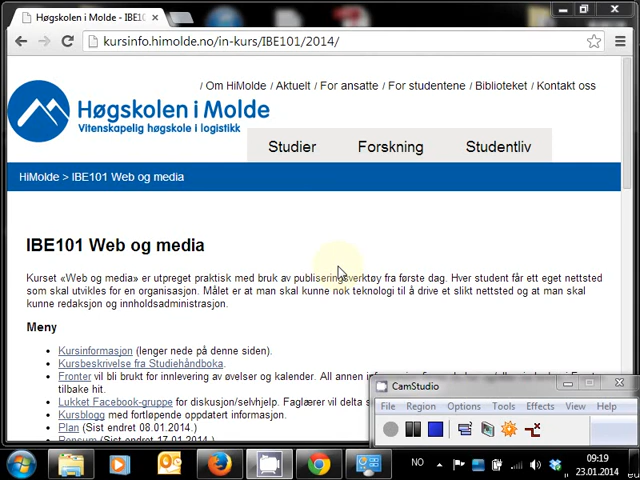 Høgskolen i Molde - IBE10
kursinfo.himolde.no/in-kurs/IBE101/2014/
/ Om HiMolde / Aktuelt / For ansatte / For studentene / Biblioteket / Kontakt oss
Høgskolen i Molde
Vitenskapelig høgskole i logistikk
Studier Forskning Studentliv
HiMolde > IBE101 Web og media
IBE101 Web og media
Kurset «Web og media» er utpreget praktisk med bruk av publiseringsverktøy fra første dag. Hver student får ett eget nettsted
som skal utvikles for en organisasjon. Målet er at man skal kunne nok teknologi til å drive et slikt nettsted og at man skal
kunne redaksjon og innholdsadministrasjon.
Meny
Kursinformasjon (lenger nede på denne siden).
Kursbeskrivelse fra Studiehåndboka.
Fronter vil bli brukt for innlevering av øvelser og kalender. All annen
tilbake hit.
Lukket Facebook-gruppe for diskusjon/selvhjelp. Faglærer vil delta
Kursblogg med fortløpende oppdatert informasjon.
Plan (Sist endret 08.01.2014.)
Pensum (Sist endret 17.01.2014.)
CamStudio
File Region Options Tools Effects View Help
NO
09:19
23.01.2014